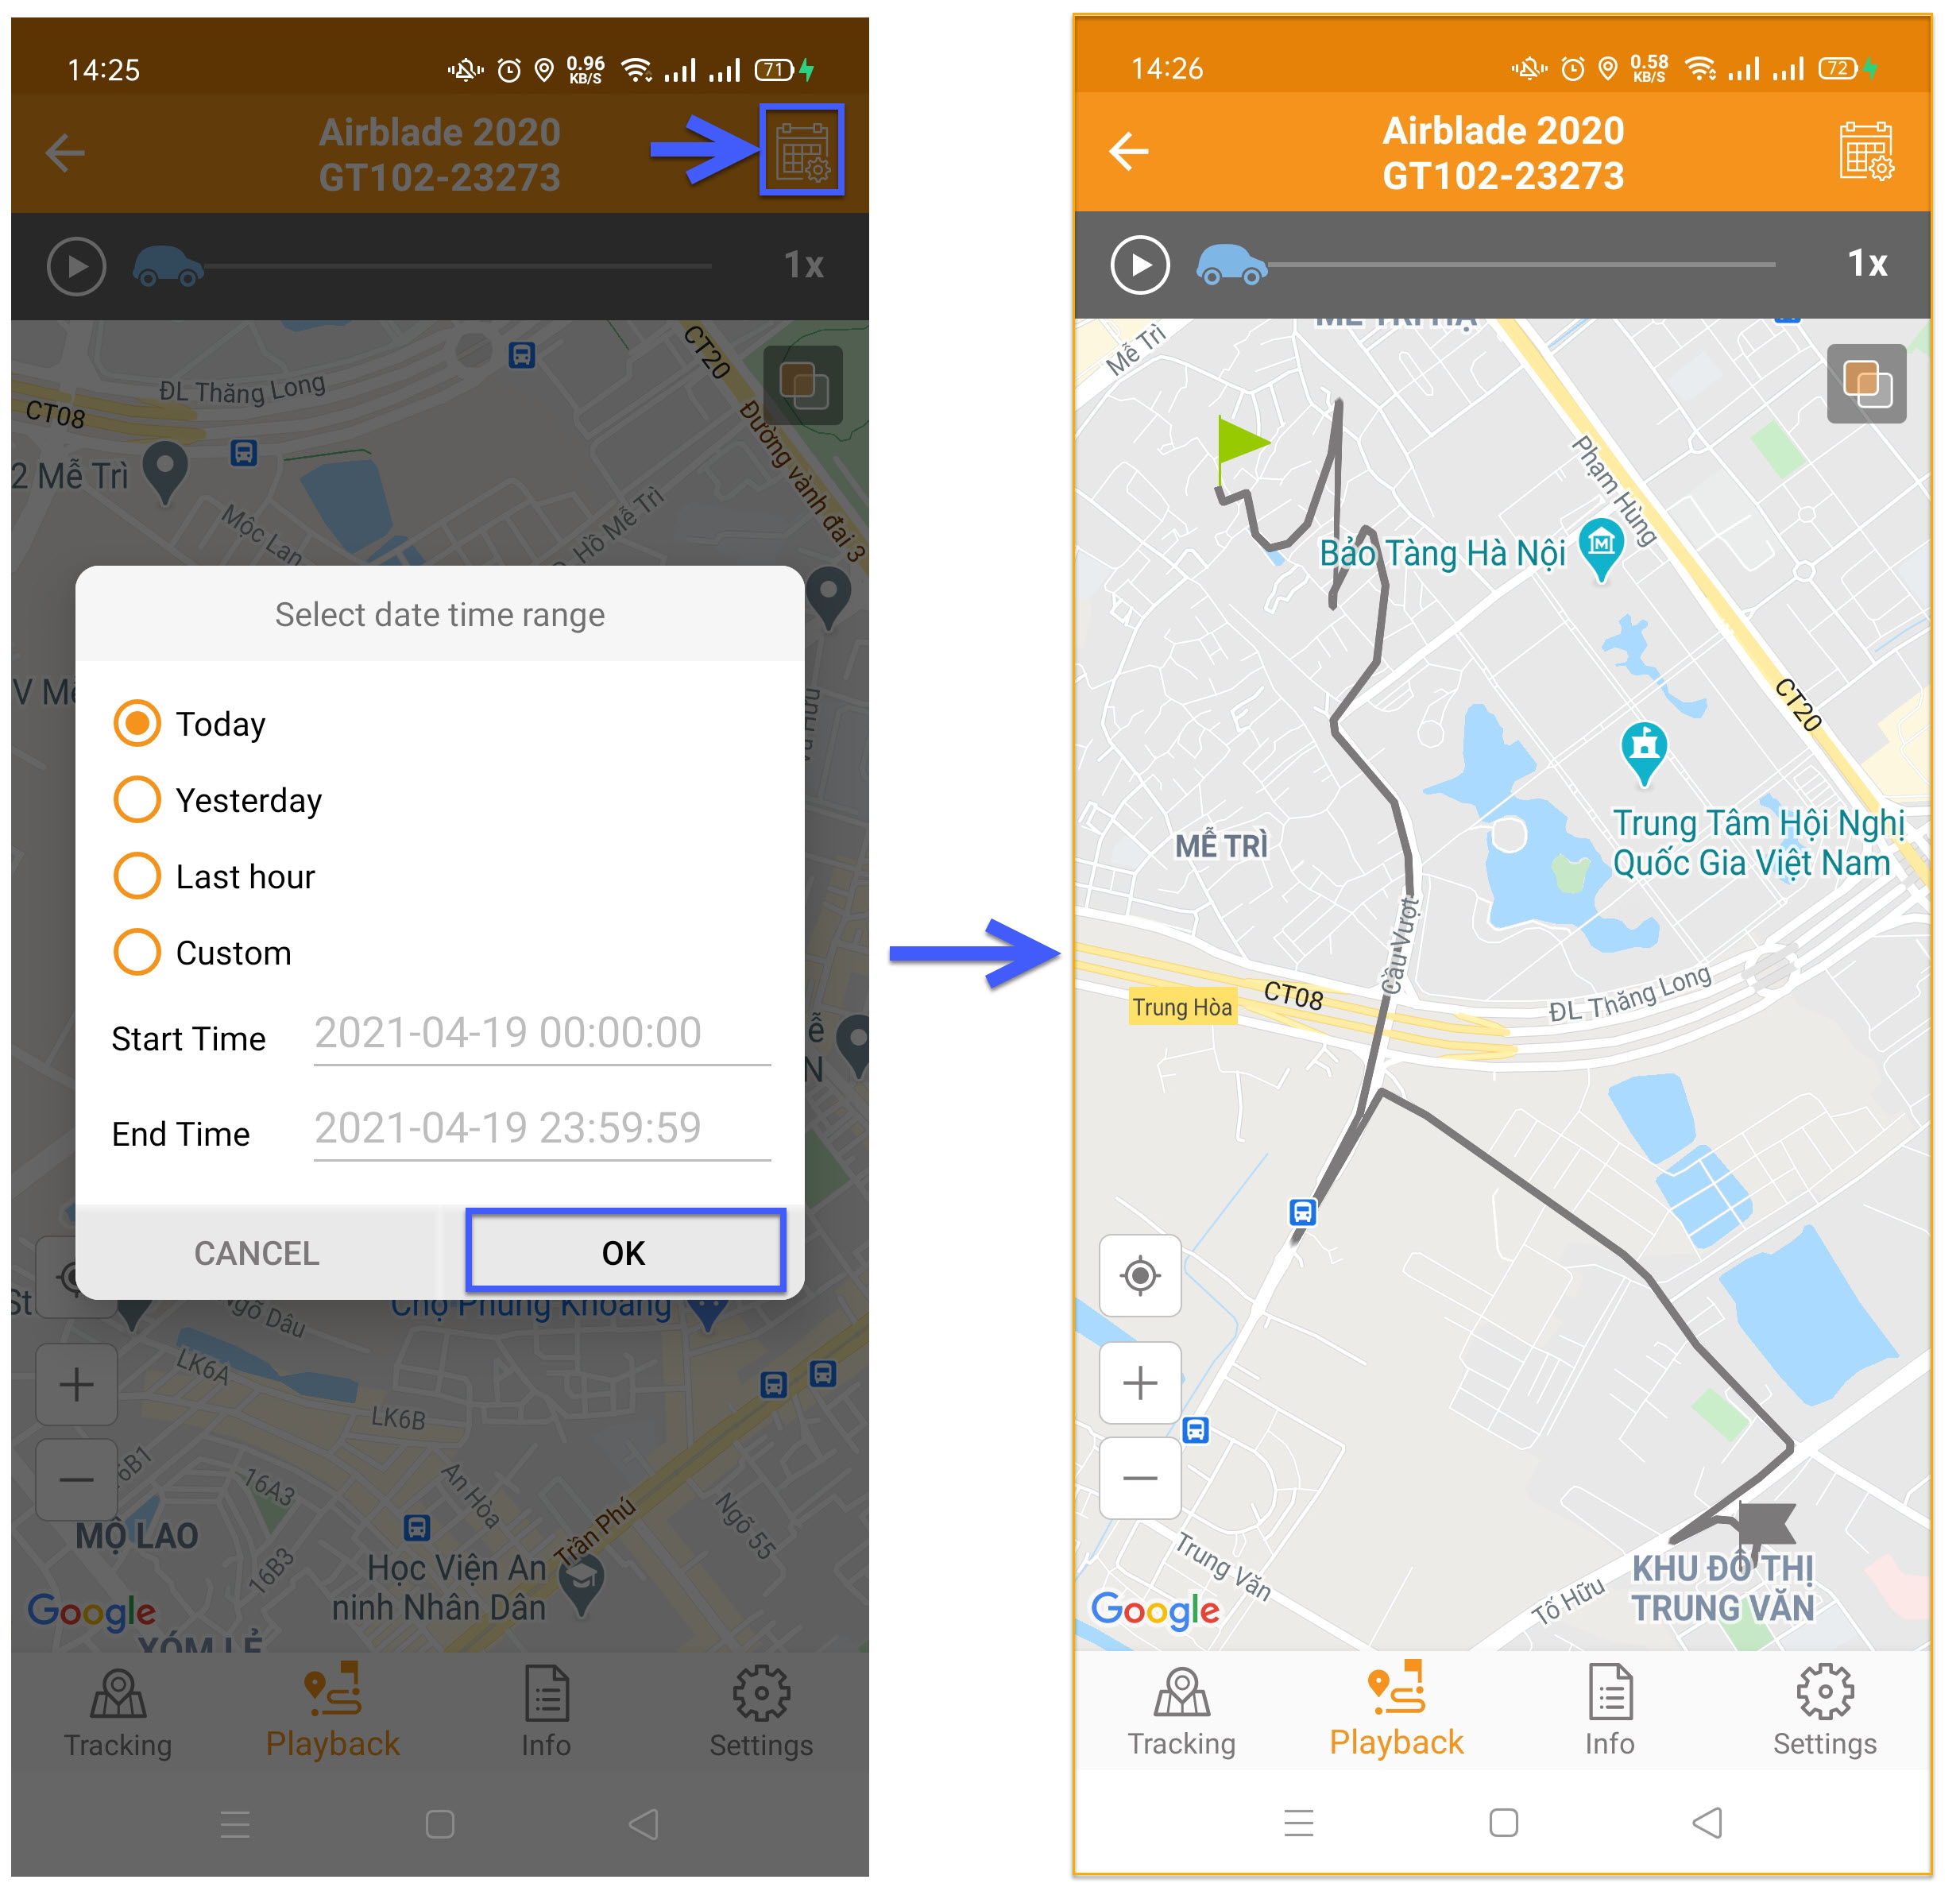 14:25
0.96
KB/S
71
Airblade 2020
GT102-23273
1x
CT20
ĐL Thăng Long
CT08
Đường vành đai 3
2 Mễ Trì
Mộc Lan
Hồ Mễ Trì
Select date time range
Today
Yesterday
Last hour
Custom
Start Time
2021-04-19 00:00:00
End Time
2021-04-19 23:59:59
CANCEL
OK
Ngõ Dâu
Chợ Phùng Khoang
LK6A
LK6B
16B1
16A3
An Hòa
Trần Phú
Ngõ 55
MỘ LAO
16B3
Học Viện An
ninh Nhân Dân
Google
XÓM LẺ
Tracking
Playback
Info
Settings
14:26
0.58
KB/S
72
Airblade 2020
GT102-23273
1x
MỄ TRÌ HẠ
Mễ Trì
Phạm Hùng
Bảo Tàng Hà Nội
CT20
Trung Tâm Hội Nghị
Quốc Gia Việt Nam
MỄ TRÌ
Cầu Vượt
CT08
ĐL Thăng Long
Trung Hòa
Trung Văn
Tố Hữu
KHU ĐÔ THỊ
TRUNG VĂN
Google
Tracking
Playback
Info
Settings